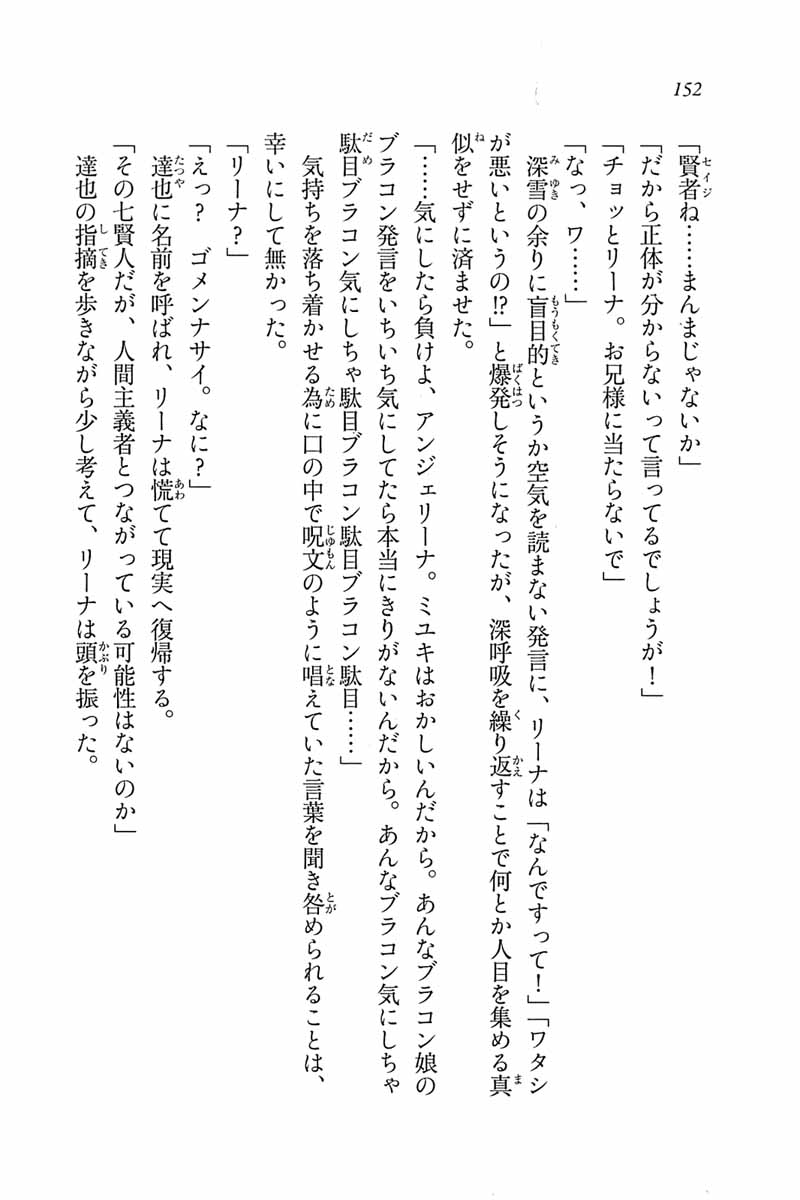 152
「賢者ね……まんまじゃないか」
「だから正体が分からないって言ってるでしょうが！」
「チョッとリーナ。お兄様に当たらないで」
「なっ、ワ……」
深雪の余りに盲目的というか空気を読まない発言に、リーナは「なんですって！」「ワタシ
が悪いというの!?」と爆発しそうになったが、深呼吸を繰り返すことで何とか人目を集める真
似をせずに済ませた。
「……気にしたら負けよ、アンジェリーナ。ミユキはおかしいんだから。あんなブラコン娘の
ブラコン発言をいちいち気にしてたら本当にきりがないんだから。あんなブラコン気にしちゃ
駄目ブラコン気にしちゃ駄目ブラコン駄目ブラコン駄目……」
気持ちを落ち着かせる為に口の中で呪文のように唱えていた言葉を聞き咎められることは、
幸いにして無かった。
「リーナ？」
「えっ？　ゴメンナサイ。なに？」
達也に名前を呼ばれ、リーナは慌てて現実へ復帰する。
「その七賢人だが、人間主義者とつながっている可能性はないのか」
達也の指摘を歩きながら少し考えて、リーナは頭を振った。